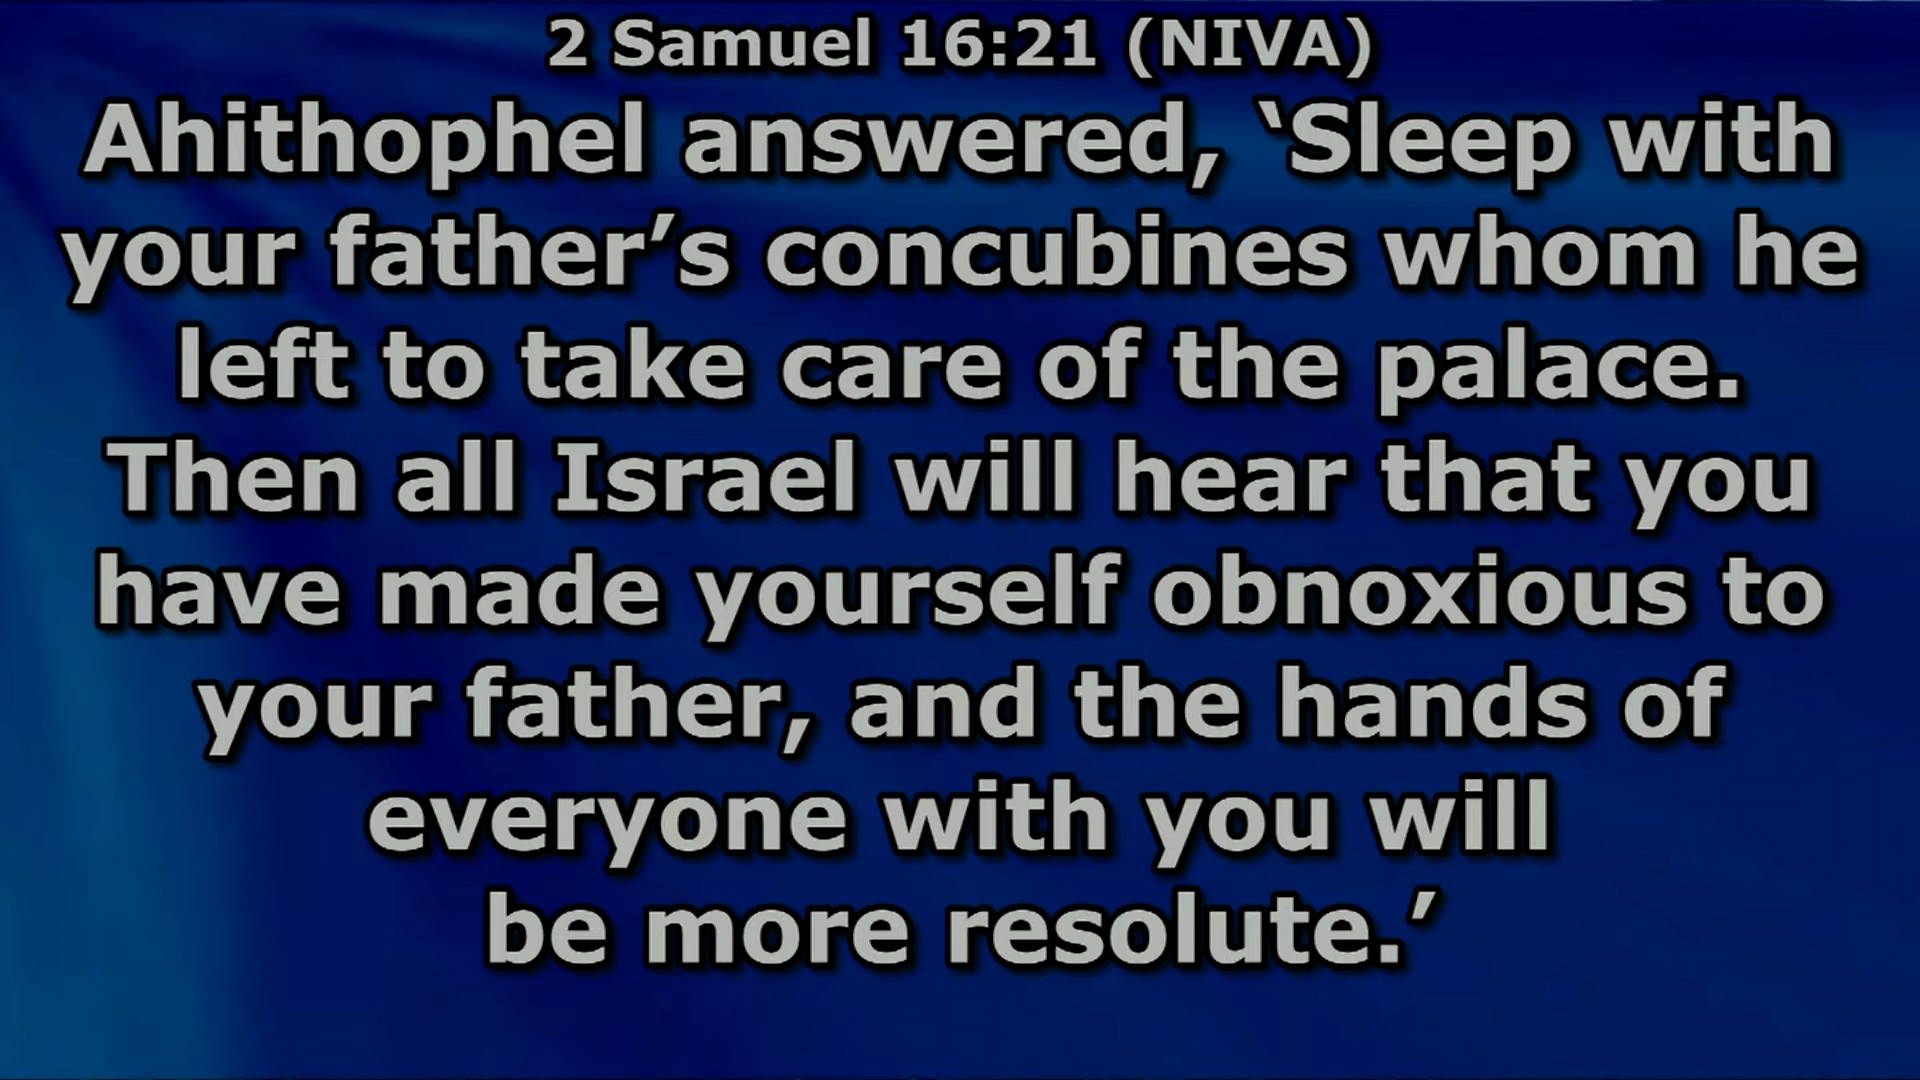 2 Samuel 16:21 (NIVA)
Ahithophel answered, ‘Sleep with
your father’s concubines whom he
left to take care of the palace.
Then all Israel will hear that you
have made yourself obnoxious to
your father, and the hands of
everyone with you will
be more resolute.’